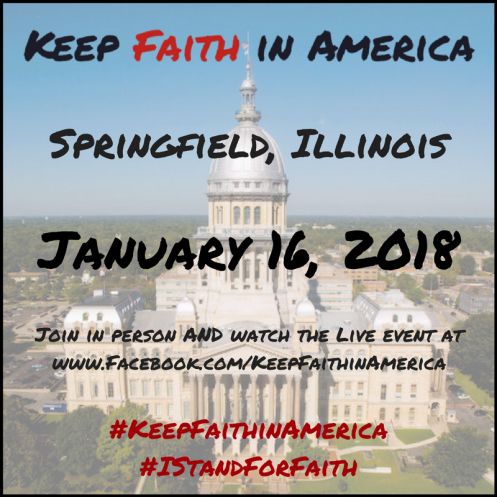 Keep Faith in America
Springfield, Illinois
January 16, 2018
Join in person AND watch the Live event at
www.Facebook.com/KeepFaithinAmerica
#KeepFaithinAmerica
#IStandForFaith